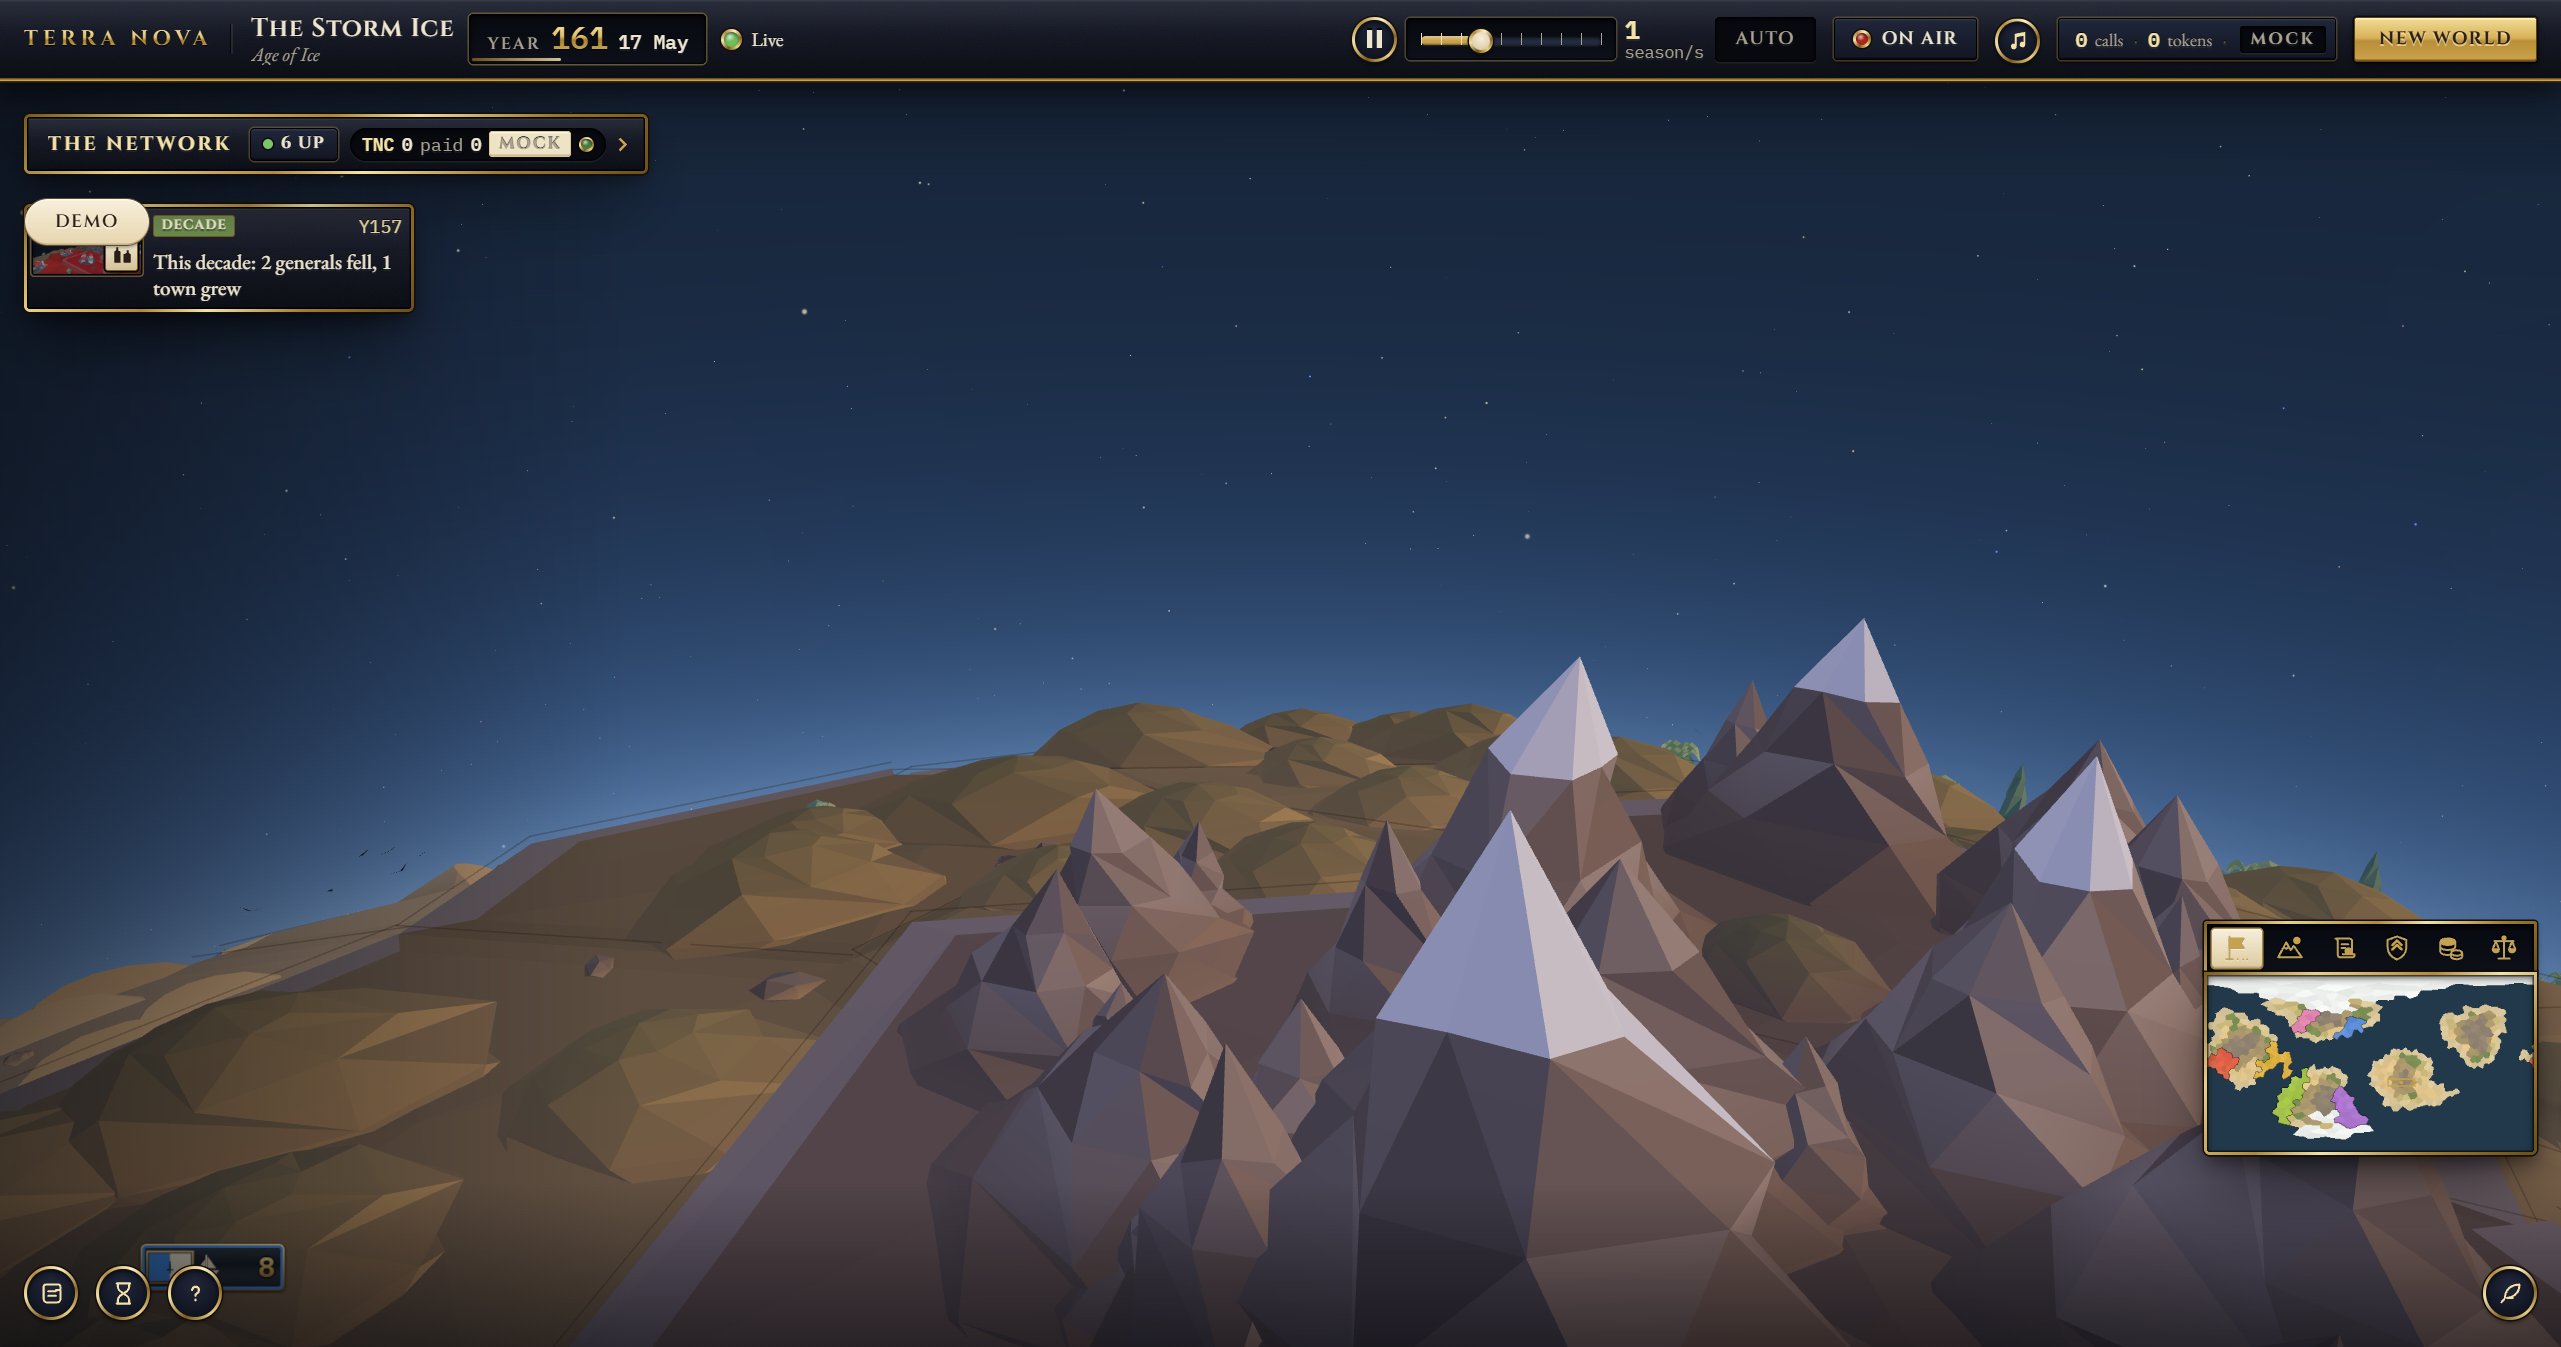 TERRA NOVA
THE STORM ICE
Age of Ice
YEAR 161 17 May
Live
1
season/s
AUTO
ON AIR
0 calls · 0 tokens · MOCK
NEW WORLD
THE NETWORK
6 UP
TNC 0 paid 0 MOCK
DEMO
DECADE
Y157
This decade: 2 generals fell, 1
town grew
8
?